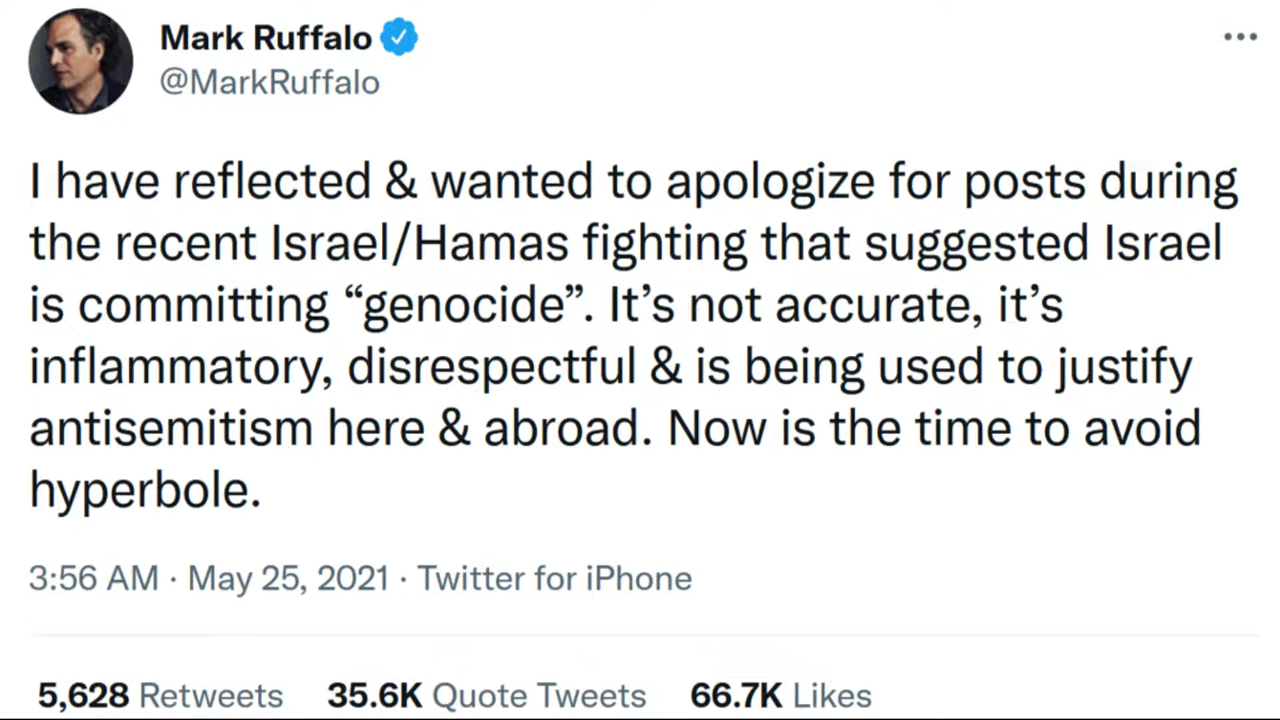 Mark Ruffalo
@MarkRuffalo
I have reflected & wanted to apologize for posts during
the recent Israel/Hamas fighting that suggested Israel
is committing “genocide”. It’s not accurate, it’s
inflammatory, disrespectful & is being used to justify
antisemitism here & abroad. Now is the time to avoid
hyperbole.
3:56 AM · May 25, 2021 · Twitter for iPhone
5,628 Retweets 35.6K Quote Tweets 66.7K Likes